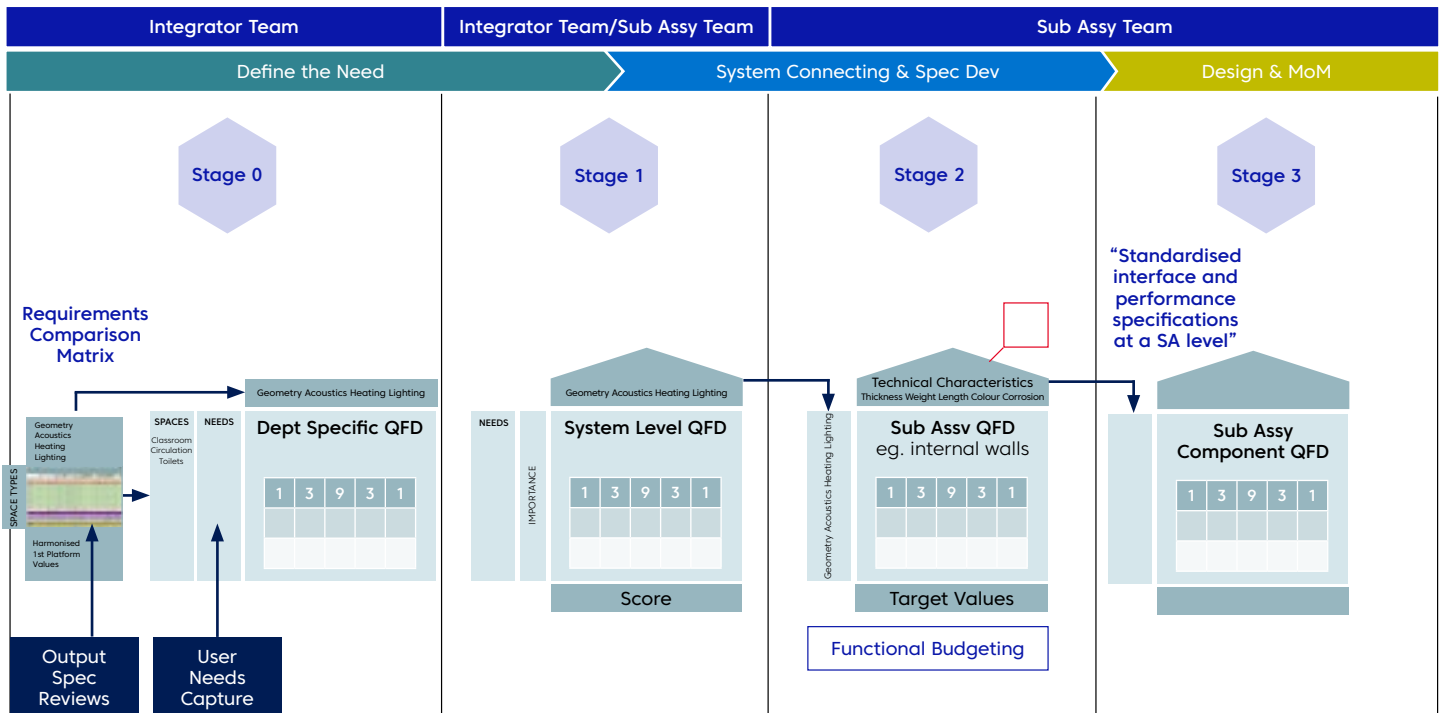 Integrator Team
Integrator Team/Sub Assy Team
Sub Assy Team
Define the Need
System Connecting & Spec Dev
Design & MoM
Stage 0
Stage 1
Stage 2
Stage 3
Requirements
Comparison
Matrix
Geometry
Acoustics
Heating
Lighting
SPACE TYPES
Harmonised
1st Platform
Values
SPACES
Classroom
Circulation
Toilets
NEEDS
Geometry Acoustics Heating Lighting
Dept Specific QFD
1 3 9 3 1
Output
Spec
Reviews
User
Needs
Capture
NEEDS
IMPORTANCE
Geometry Acoustics Heating Lighting
System Level QFD
1 3 9 3 1
Score
Geometry Acoustics Heating Lighting
Technical Characteristics
Thickness Weight Length Colour Corrosion
Sub Assv QFD
eg. internal walls
1 3 9 3 1
Target Values
Functional Budgeting
“Standardised
interface and
performance
specifications
at a SA level”
Sub Assy
Component QFD
1 3 9 3 1